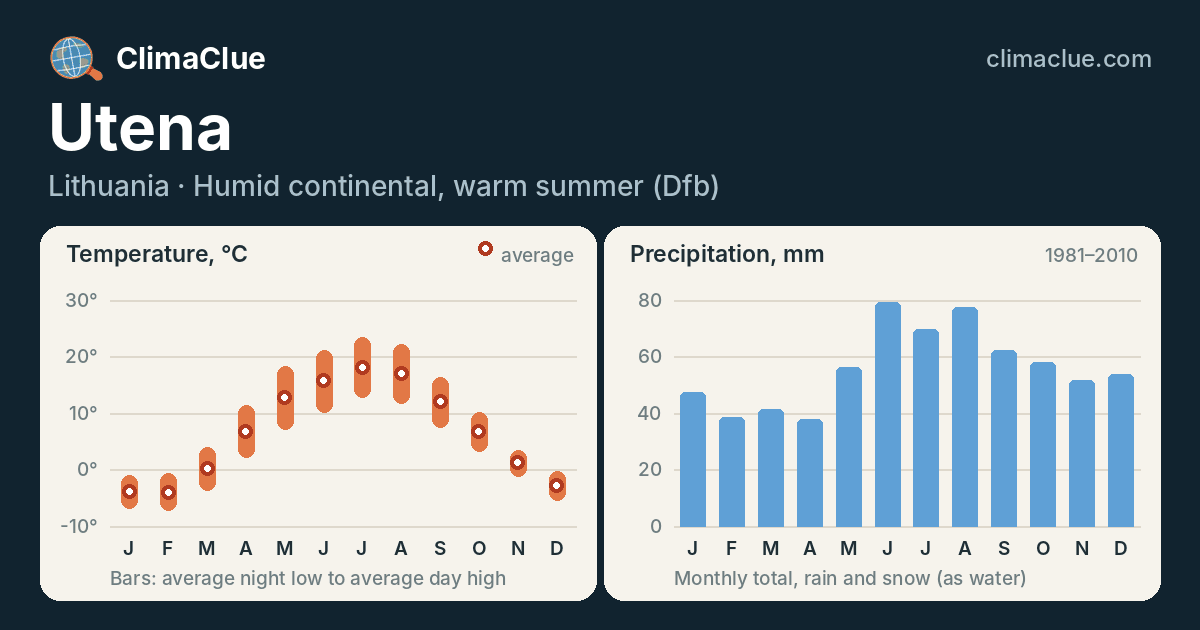 ClimaClue
climaclue.com
Utena
Lithuania · Humid continental, warm summer (Dfb)
Temperature, °C
average
30°
20°
10°
0°
-10°
J F M A M J J A S O N D
Bars: average night low to average day high
Precipitation, mm
1981–2010
80
60
40
20
0
J F M A M J J A S O N D
Monthly total, rain and snow (as water)